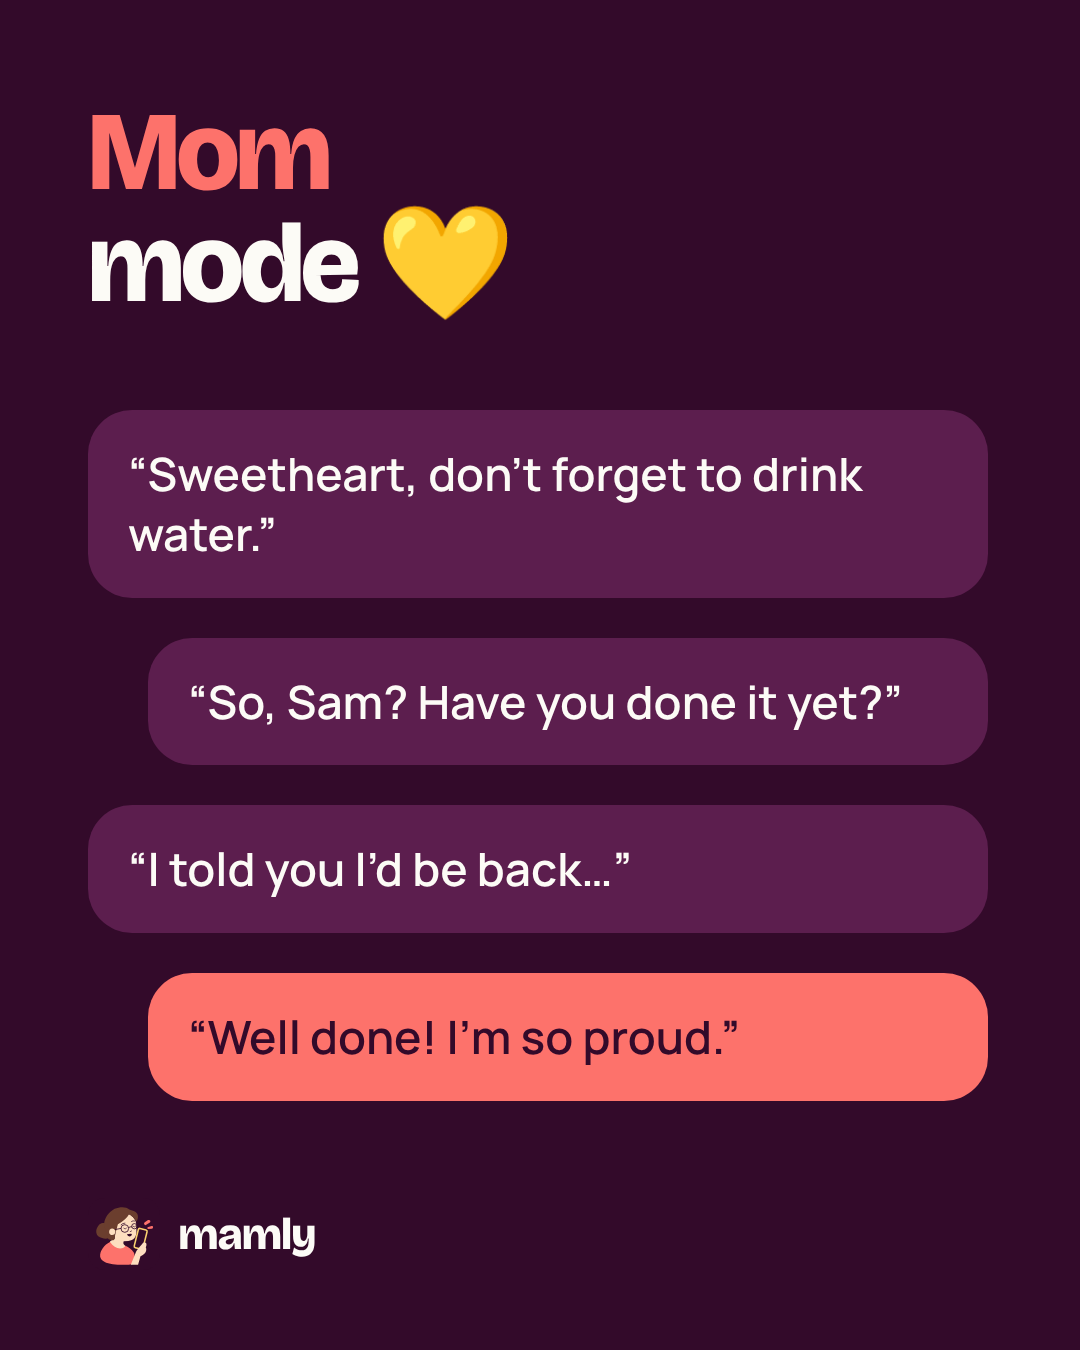 Mom
mode 💛
“Sweetheart, don’t forget to drink
water.”
“So, Sam? Have you done it yet?”
“I told you I’d be back…”
“Well done! I’m so proud.”
mamly